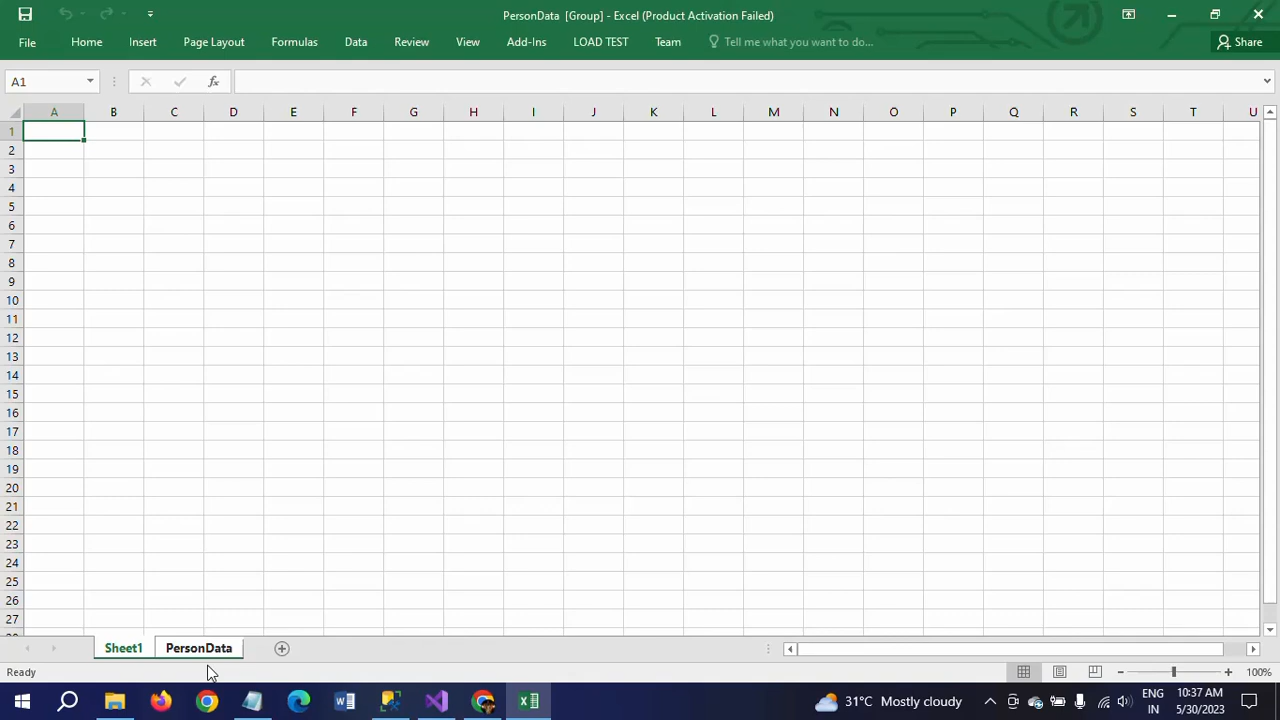 PersonData [Group] - Excel (Product Activation Failed)
File Home Insert Page Layout Formulas Data Review View Add-Ins LOAD TEST Team Tell me what you want to do... Share
A1 fx
A B C D E F G H I J K L M N O P Q R S T U
1
2
3
4
5
6
7
8
9
10
11
12
13
14
15
16
17
18
19
20
21
22
23
24
25
26
27
Sheet1 PersonData
Ready 100%
31°C Mostly cloudy
ENG
IN
10:37 AM
5/30/2023